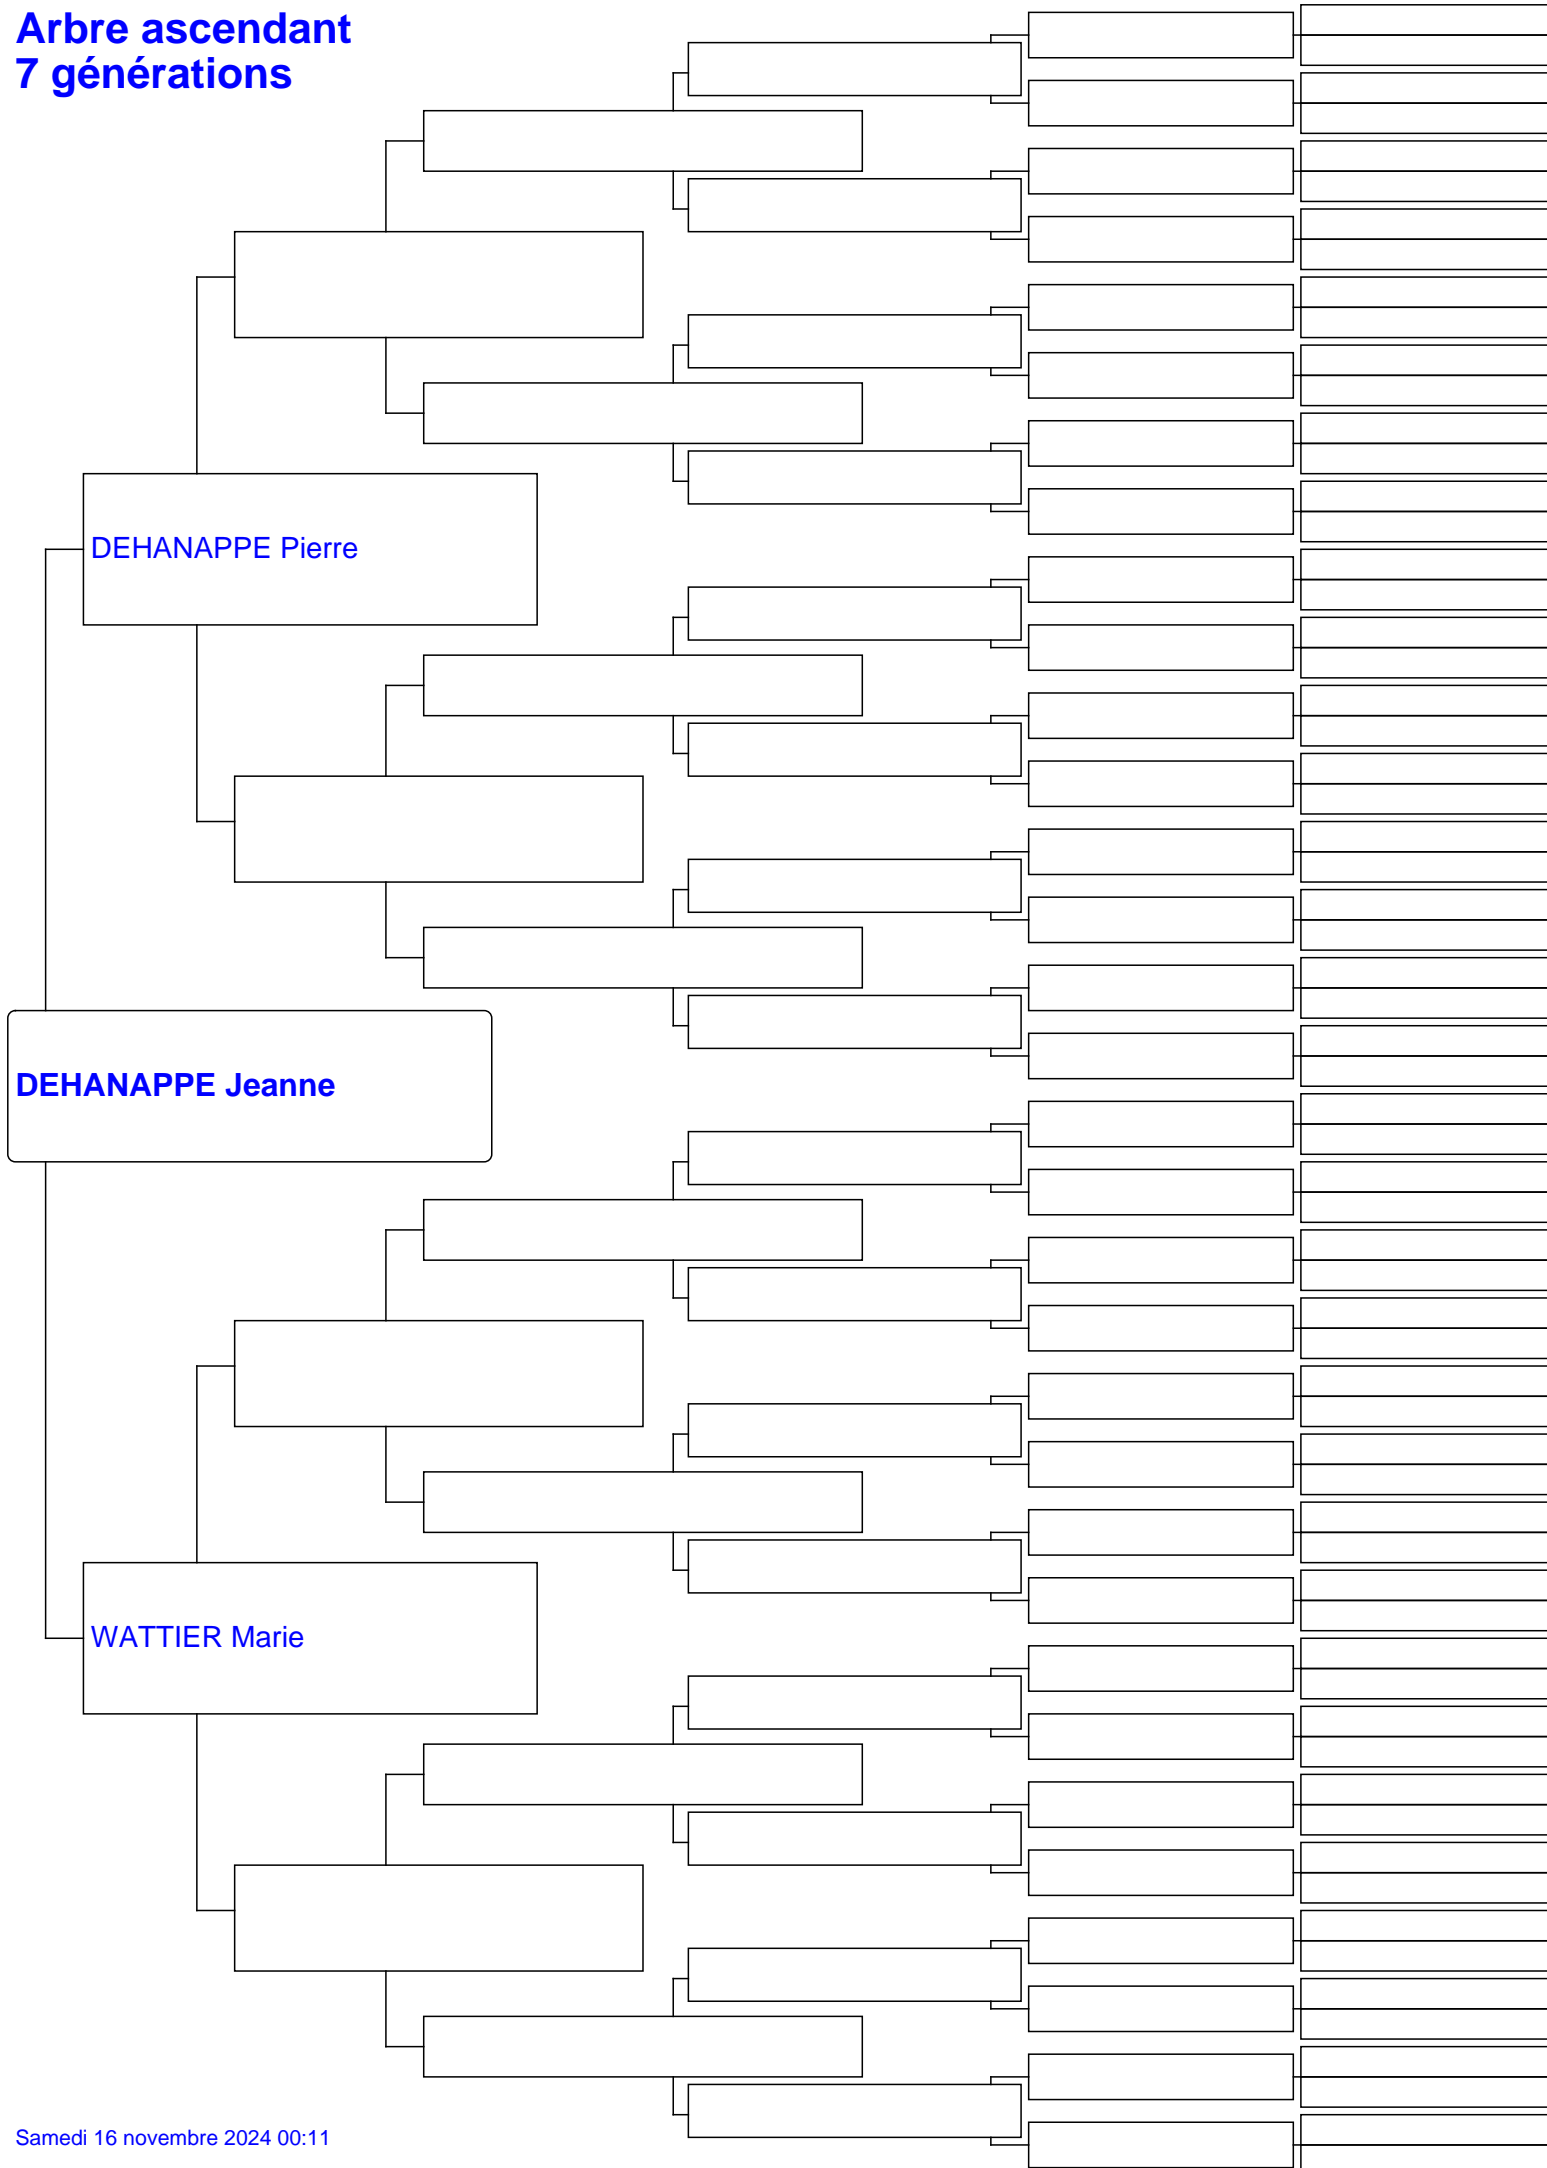 Arbre ascendant
7 générations
DEHANAPPE Pierre
DEHANAPPE Jeanne
WATTIER Marie
Samedi 16 novembre 2024 00:11